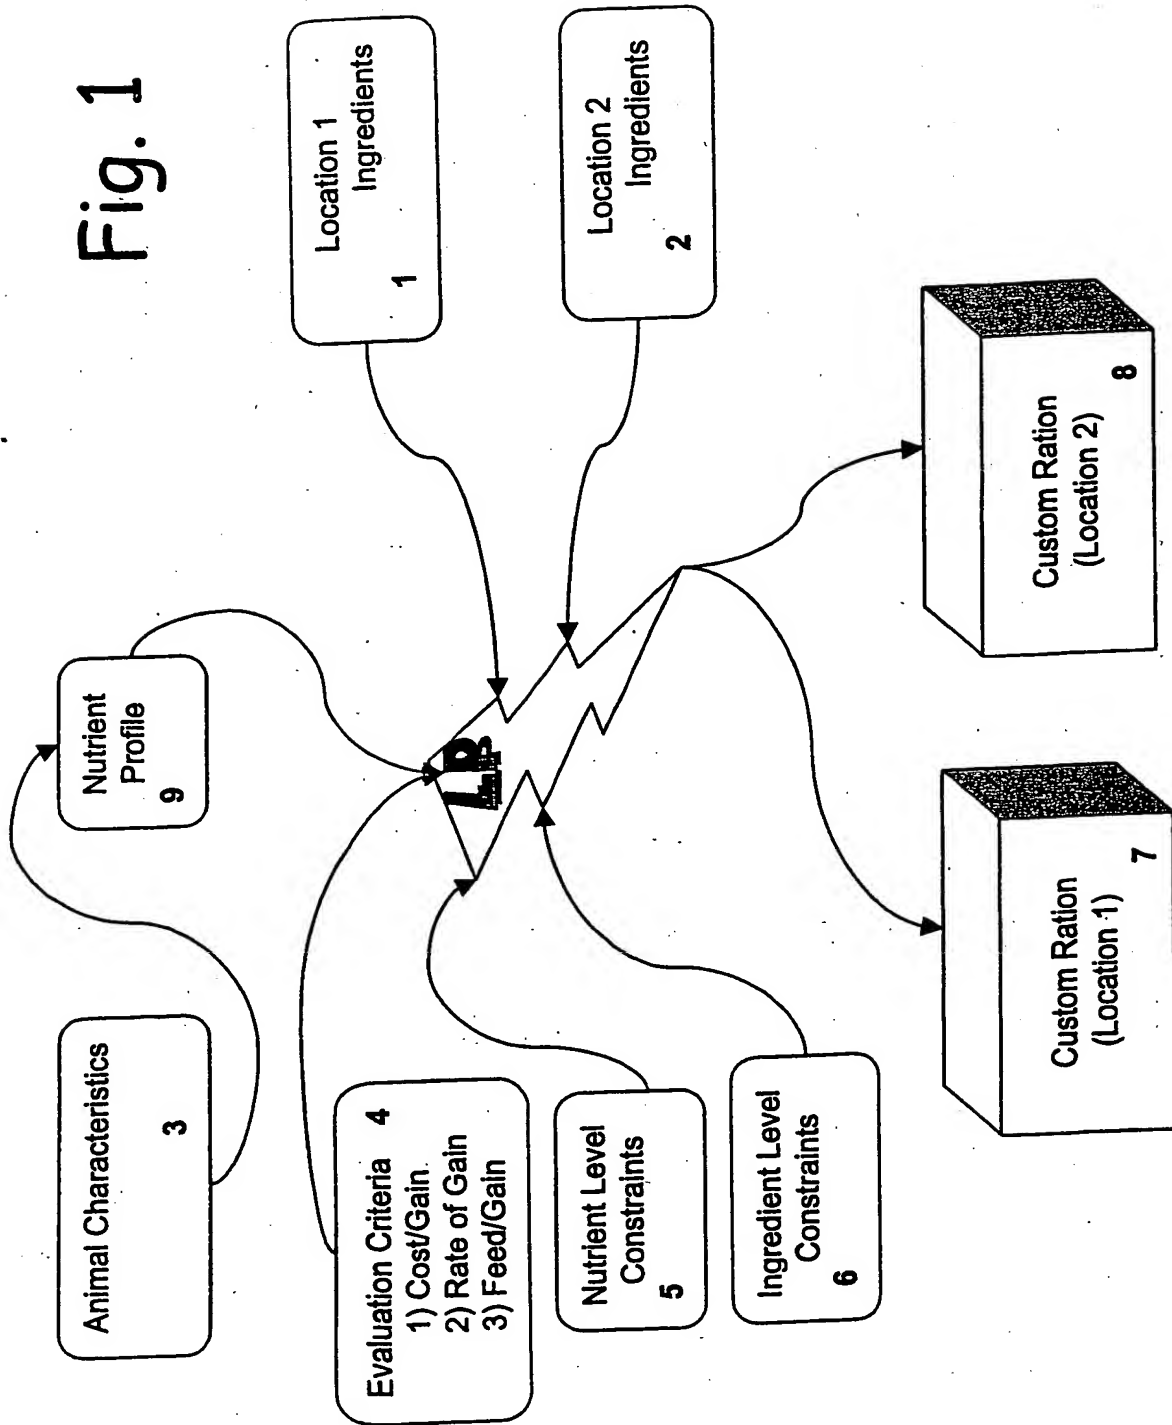 Fig. 1
Animal Characteristics
3
Nutrient
Profile
9
Evaluation Criteria 4
1) Cost/Gain
2) Rate of Gain
3) Feed/Gain
Nutrient Level
Constraints
5
Ingredient Level
Constraints
6
LP
Location 1
Ingredients
1
Location 2
Ingredients
2
Custom Ration
(Location 1)
7
Custom Ration
(Location 2)
8